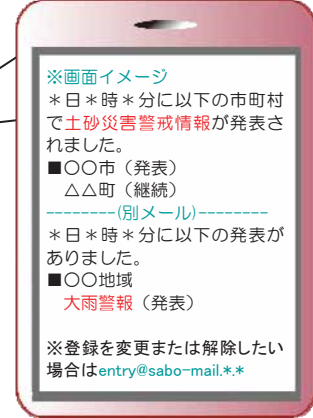 ※画面イメージ
＊日＊時＊分に以下の市町村
で土砂災害警戒情報が発表さ
れました。
■〇〇市（発表）
△△町（継続）
--------(別メール)--------
＊日＊時＊分に以下の発表が
ありました。
■〇〇地域
大雨警報（発表）
※登録を変更または解除したい
場合はentry@sabo-mail.*.*